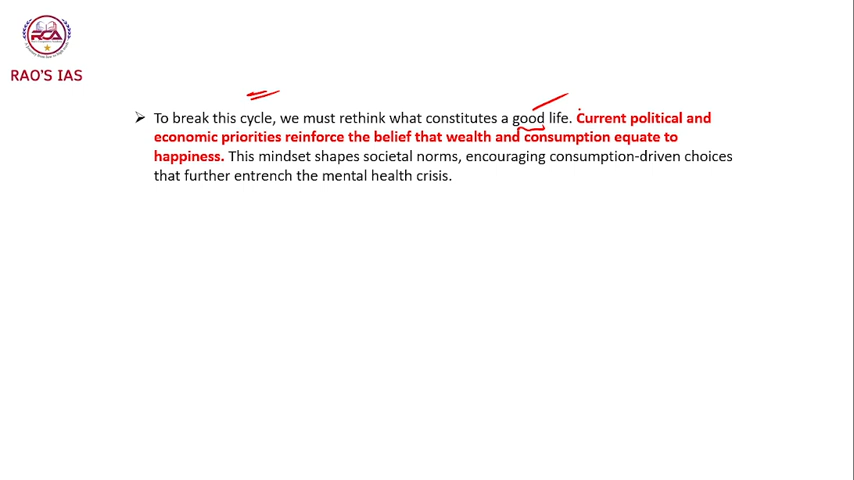 RCA
RAO'S IAS
➢ To break this cycle, we must rethink what constitutes a good life. Current political and
economic priorities reinforce the belief that wealth and consumption equate to
happiness. This mindset shapes societal norms, encouraging consumption-driven choices
that further entrench the mental health crisis.